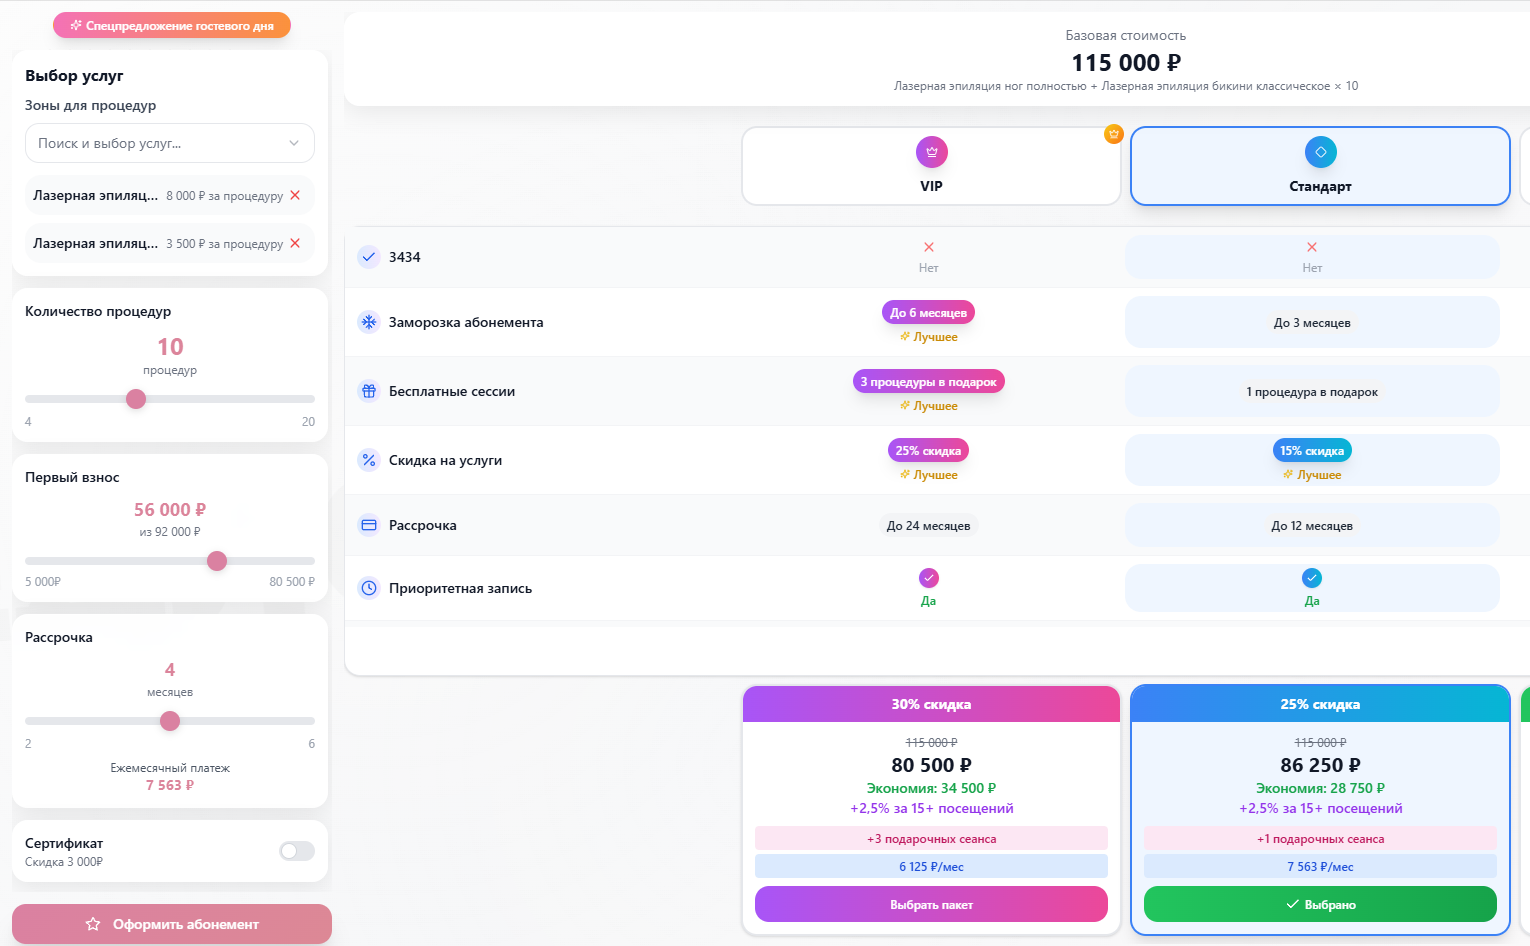 Спецпредложение гостевого дня
Выбор услуг
Зоны для процедур
Поиск и выбор услуг...
Лазерная эпиляц... 8 000 ₽ за процедуру
Лазерная эпиляц... 3 500 ₽ за процедуру
Количество процедур
10
процедур
4 20
Первый взнос
56 000 ₽
из 92 000 ₽
5 000₽ 80 500 ₽
Рассрочка
4
месяцев
2 6
Ежемесячный платеж
7 563 ₽
Сертификат
Скидка 3 000₽
Оформить абонемент
Базовая стоимость
115 000 ₽
Лазерная эпиляция ног полностью + Лазерная эпиляция бикини классическое × 10
VIP Стандарт
3434 Нет Нет
Заморозка абонемента До 6 месяцев До 3 месяцев
Лучшее
Бесплатные сессии 3 процедуры в подарок 1 процедура в подарок
Лучшее
Скидка на услуги 25% скидка 15% скидка
Лучшее Лучшее
Рассрочка До 24 месяцев До 12 месяцев
Приоритетная запись Да Да
30% скидка
115 000 ₽
80 500 ₽
Экономия: 34 500 ₽
+2,5% за 15+ посещений
+3 подарочных сеанса
6 125 ₽/мес
Выбрать пакет
25% скидка
115 000 ₽
86 250 ₽
Экономия: 28 750 ₽
+2,5% за 15+ посещений
+1 подарочных сеанса
7 563 ₽/мес
Выбрано